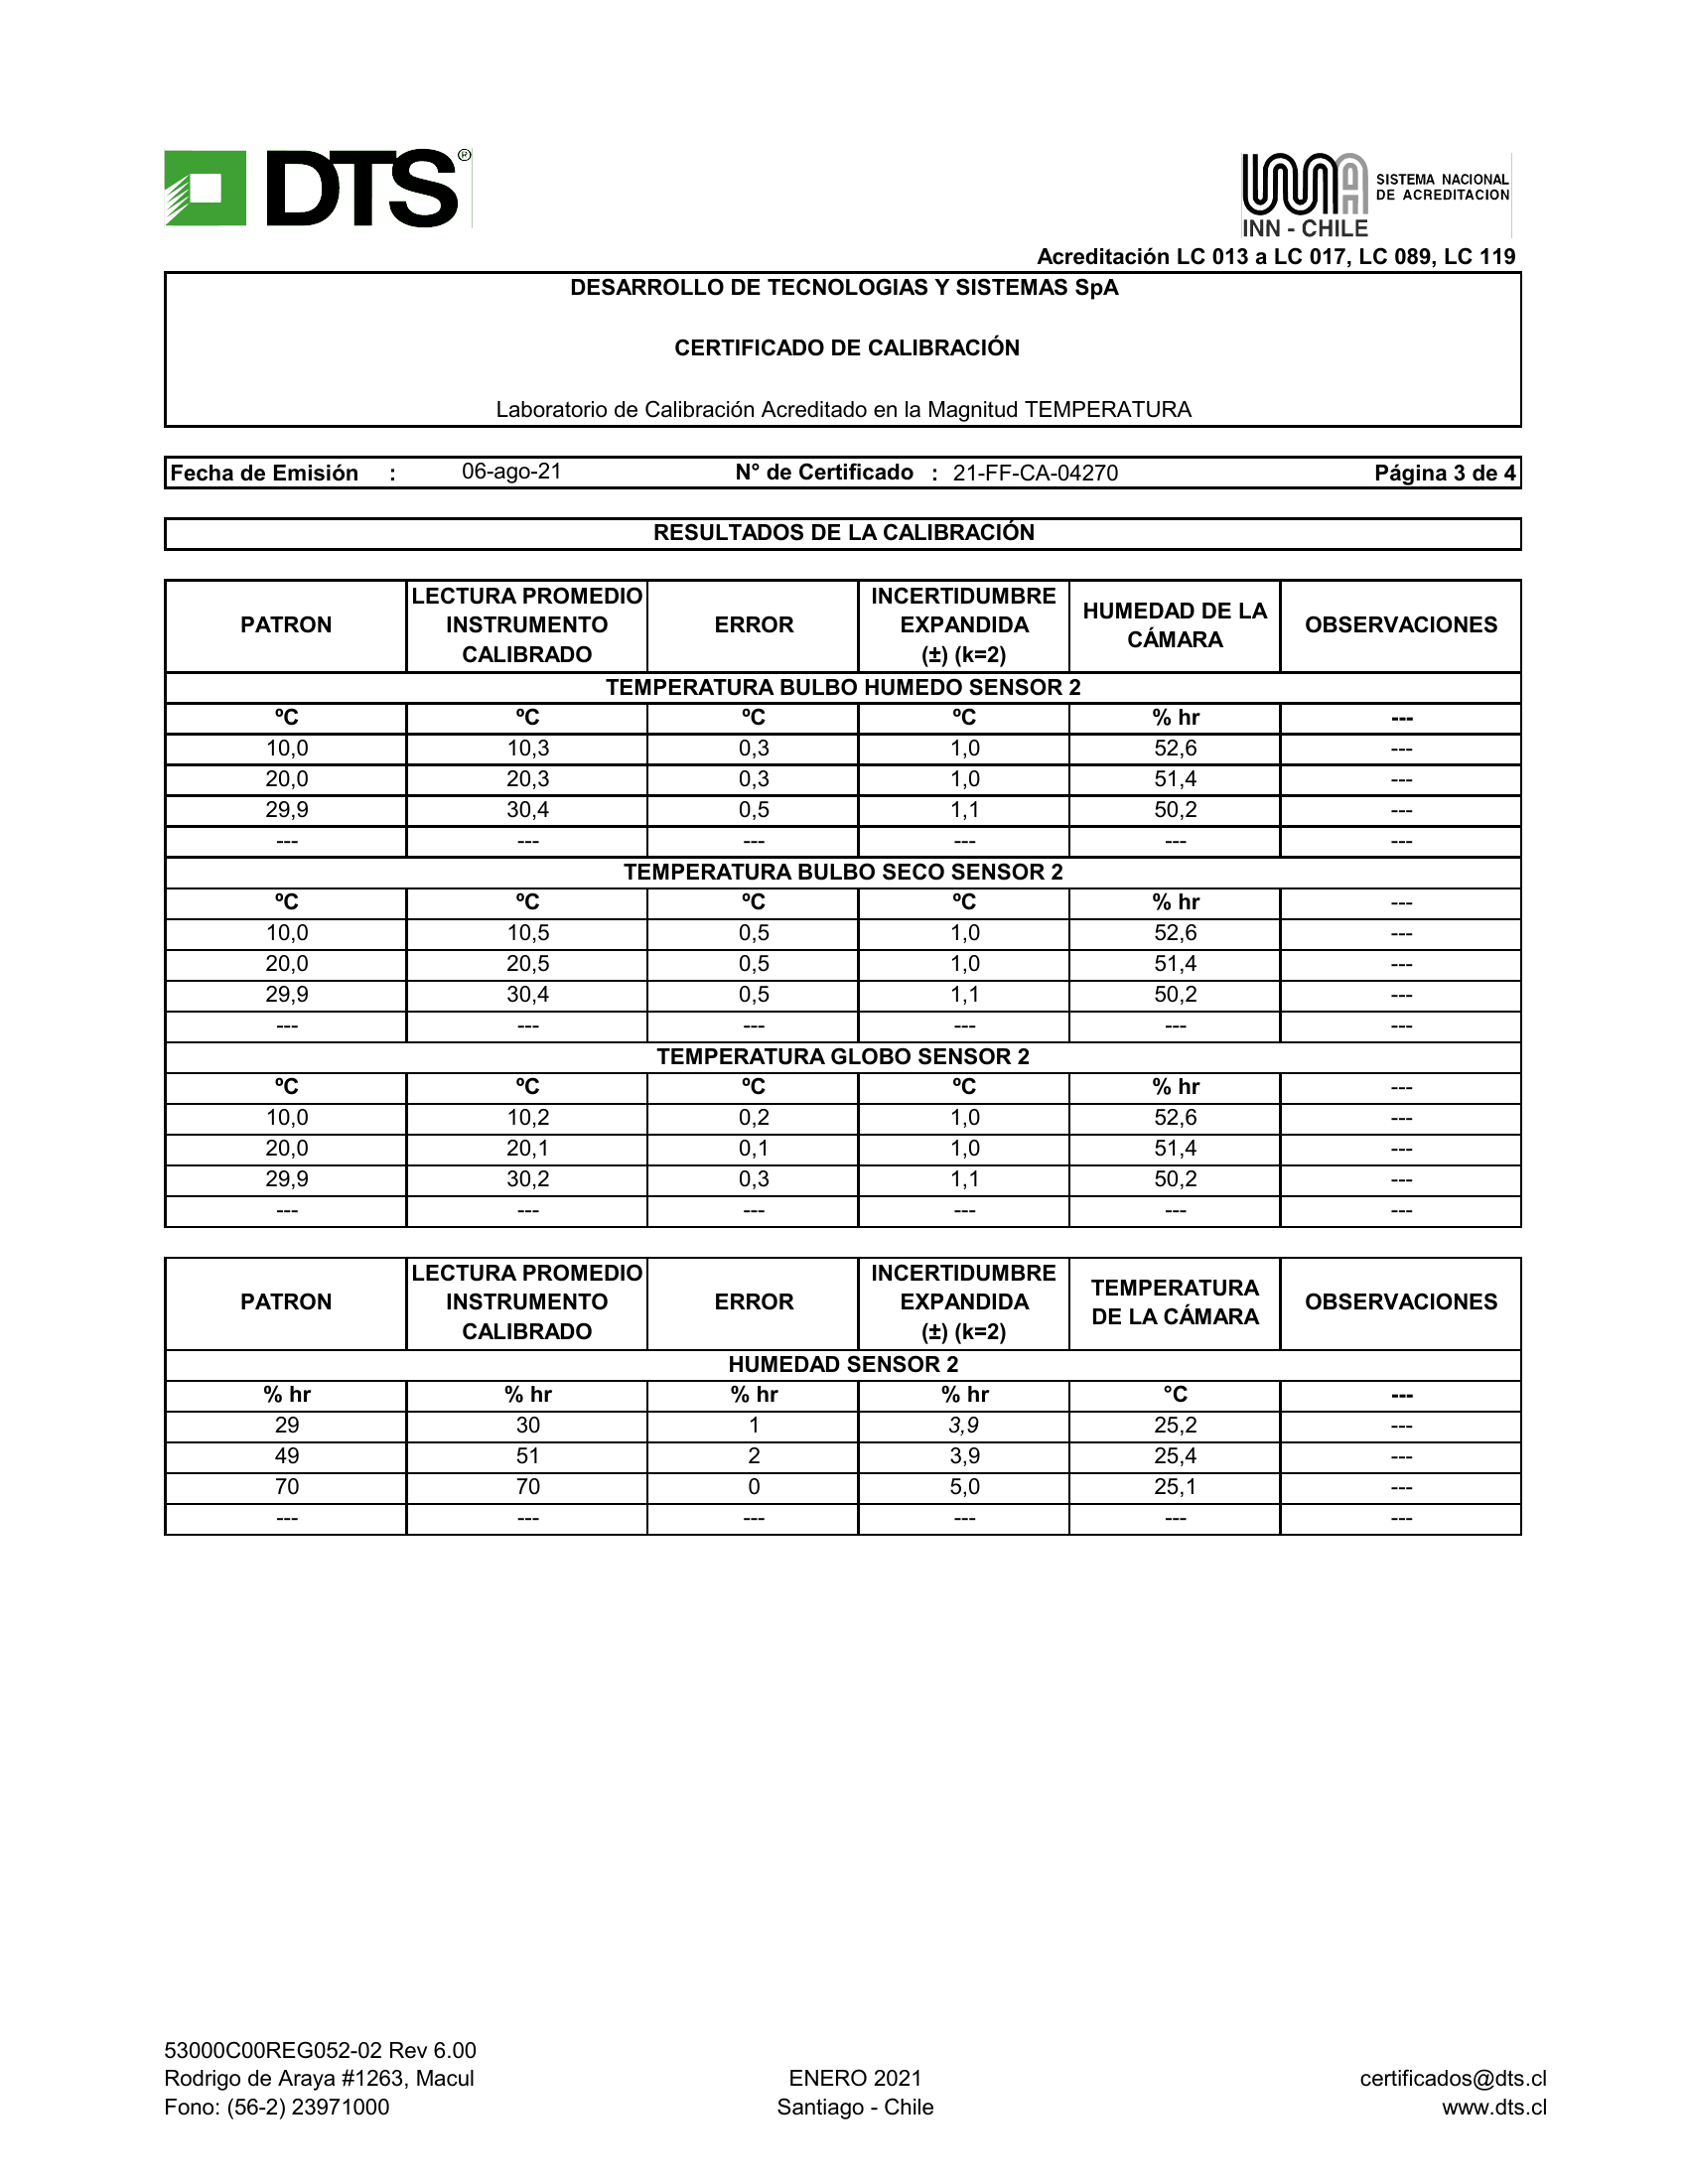 DTS®
INN - CHILE
SISTEMA NACIONAL
DE ACREDITACION
Acreditación LC 013 a LC 017, LC 089, LC 119
DESARROLLO DE TECNOLOGIAS Y SISTEMAS SpA
CERTIFICADO DE CALIBRACIÓN
Laboratorio de Calibración Acreditado en la Magnitud TEMPERATURA
Fecha de Emisión : 06-ago-21 N° de Certificado : 21-FF-CA-04270 Página 3 de 4
RESULTADOS DE LA CALIBRACIÓN
PATRON LECTURA PROMEDIO INSTRUMENTO CALIBRADO ERROR INCERTIDUMBRE EXPANDIDA (±) (k=2) HUMEDAD DE LA CÁMARA OBSERVACIONES
TEMPERATURA BULBO HUMEDO SENSOR 2
ºC ºC ºC ºC % hr ---
10,0 10,3 0,3 1,0 52,6 ---
20,0 20,3 0,3 1,0 51,4 ---
29,9 30,4 0,5 1,1 50,2 ---
--- --- --- --- --- ---
TEMPERATURA BULBO SECO SENSOR 2
ºC ºC ºC ºC % hr ---
10,0 10,5 0,5 1,0 52,6 ---
20,0 20,5 0,5 1,0 51,4 ---
29,9 30,4 0,5 1,1 50,2 ---
--- --- --- --- --- ---
TEMPERATURA GLOBO SENSOR 2
ºC ºC ºC ºC % hr ---
10,0 10,2 0,2 1,0 52,6 ---
20,0 20,1 0,1 1,0 51,4 ---
29,9 30,2 0,3 1,1 50,2 ---
--- --- --- --- --- ---
PATRON LECTURA PROMEDIO INSTRUMENTO CALIBRADO ERROR INCERTIDUMBRE EXPANDIDA (±) (k=2) TEMPERATURA DE LA CÁMARA OBSERVACIONES
HUMEDAD SENSOR 2
% hr % hr % hr % hr °C ---
29 30 1 3,9 25,2 ---
49 51 2 3,9 25,4 ---
70 70 0 5,0 25,1 ---
--- --- --- --- --- ---
53000C00REG052-02 Rev 6.00
Rodrigo de Araya #1263, Macul ENERO 2021 certificados@dts.cl
Fono: (56-2) 23971000 Santiago - Chile www.dts.cl